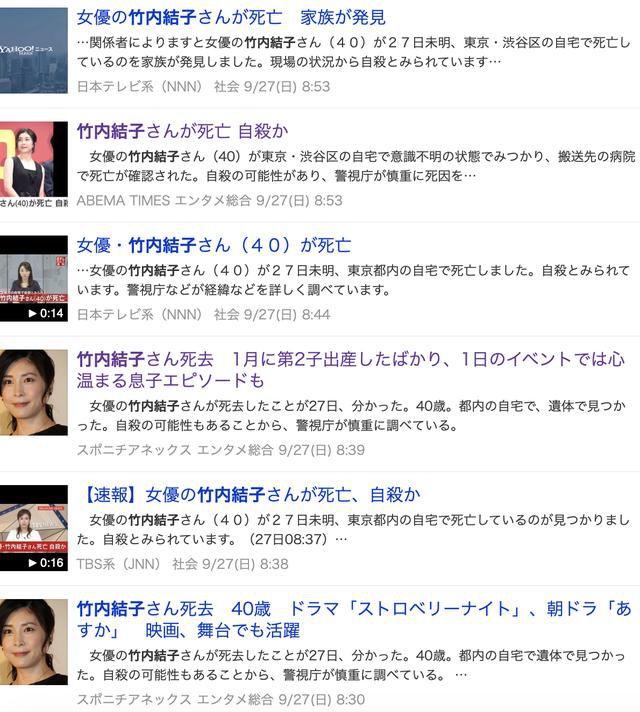 女優の竹内結子さんが死亡　家族が発見
…関係者によりますと女優の竹内結子さん（４０）が２７日未明、東京・渋谷区の自宅で死亡し
ているのを家族が発見しました。現場の状況から自殺とみられています…
日本テレビ系（NNN） 社会 9/27(日) 8:53
YAHOO! ニュース
JAPAN
竹内結子さんが死亡 自殺か
女優の竹内結子さん（40）が東京・渋谷区の自宅で意識不明の状態でみつかり、搬送先の病院
で死亡が確認された。自殺の可能性があり、警視庁が慎重に死因を…
ABEMA TIMES エンタメ総合 9/27(日) 8:53
さん(40)が死亡 自殺
女優・竹内結子さん（４０）が死亡
…女優の竹内結子さん（４０）が２７日未明、東京都内の自宅で死亡しました。自殺とみられて
います。警視庁などが経緯などを詳しく調べています。
日本テレビ系（NNN） 社会 9/27(日) 8:44
竹内結子さん(40)が死亡
0:14
竹内結子さん死去　1月に第2子出産したばかり、1日のイベントでは心
温まる息子エピソードも
女優の竹内結子さんが死去したことが27日、分かった。40歳。都内の自宅で、遺体で見つか
った。自殺の可能性もあることから、警視庁が慎重に調べている。
スポニチアネックス エンタメ総合 9/27(日) 8:39
【速報】女優の竹内結子さんが死亡、自殺か
女優の竹内結子さん（４０）が２７日未明、東京都内の自宅で死亡しているのが見つかりまし
た。自殺とみられています。（27日08:37）…
TBS系（JNN） 社会 9/27(日) 8:38
・竹内結子さん死亡 自殺か
0:16
竹内結子さん死去　40歳　ドラマ「ストロベリーナイト」、朝ドラ「あ
すか」　映画、舞台でも活躍
女優の竹内結子さんが死去したことが27日、分かった。40歳。都内の自宅で遺体で見つかっ
た。自殺の可能性もあることから、警視庁が慎重に調べている。 …
スポニチアネックス エンタメ総合 9/27(日) 8:30